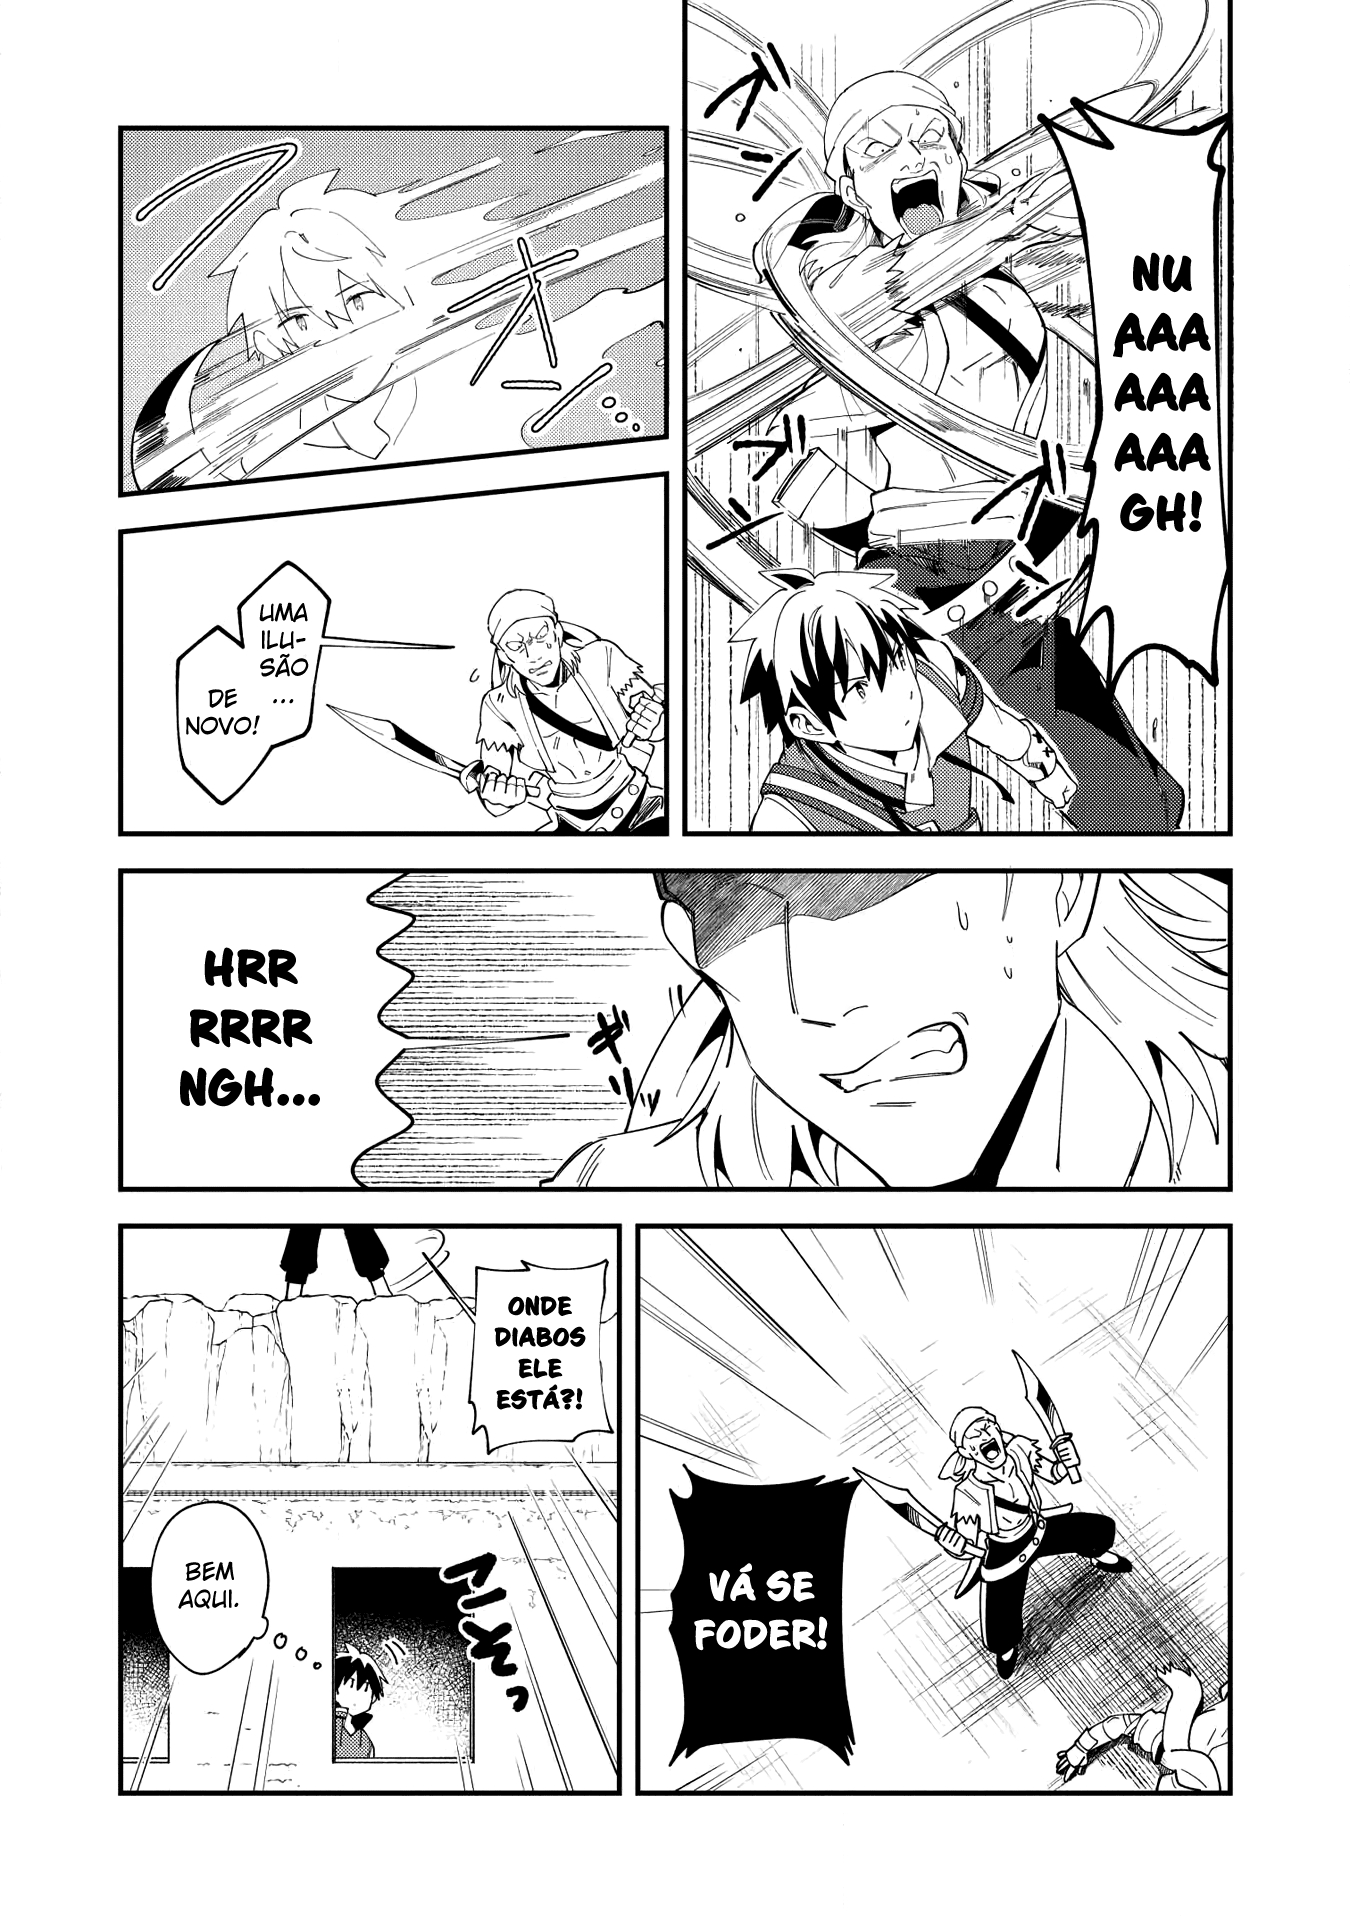 NU
AAA
AAA
AAA
GH!
UMA
ILU-
SÃO
...
DE
NOVO!
HRR
RRRR
NGH...
VÁ SE
FODER!
ONDE
DIABOS
ELE
ESTÁ?!
BEM
AQUI.